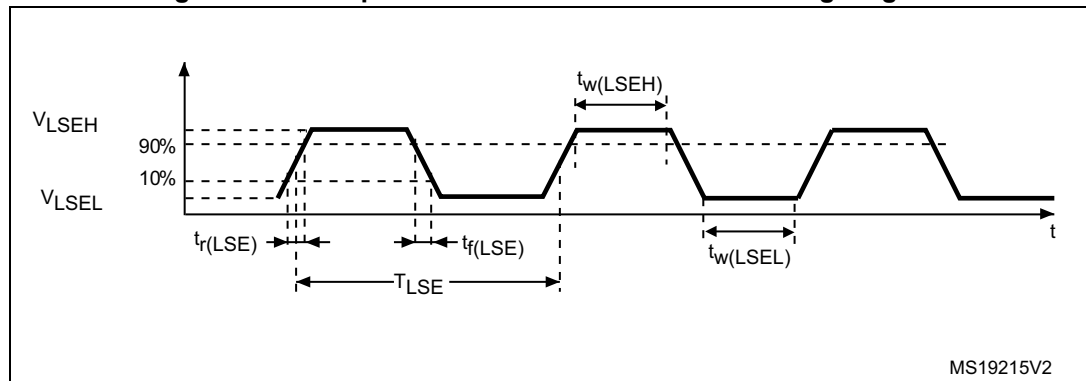 tw(LSEH)
VLSEH
90%
10%
VLSEL
tr(LSE)
tf(LSE)
tw(LSEL)
t
TLSE
MS19215V2